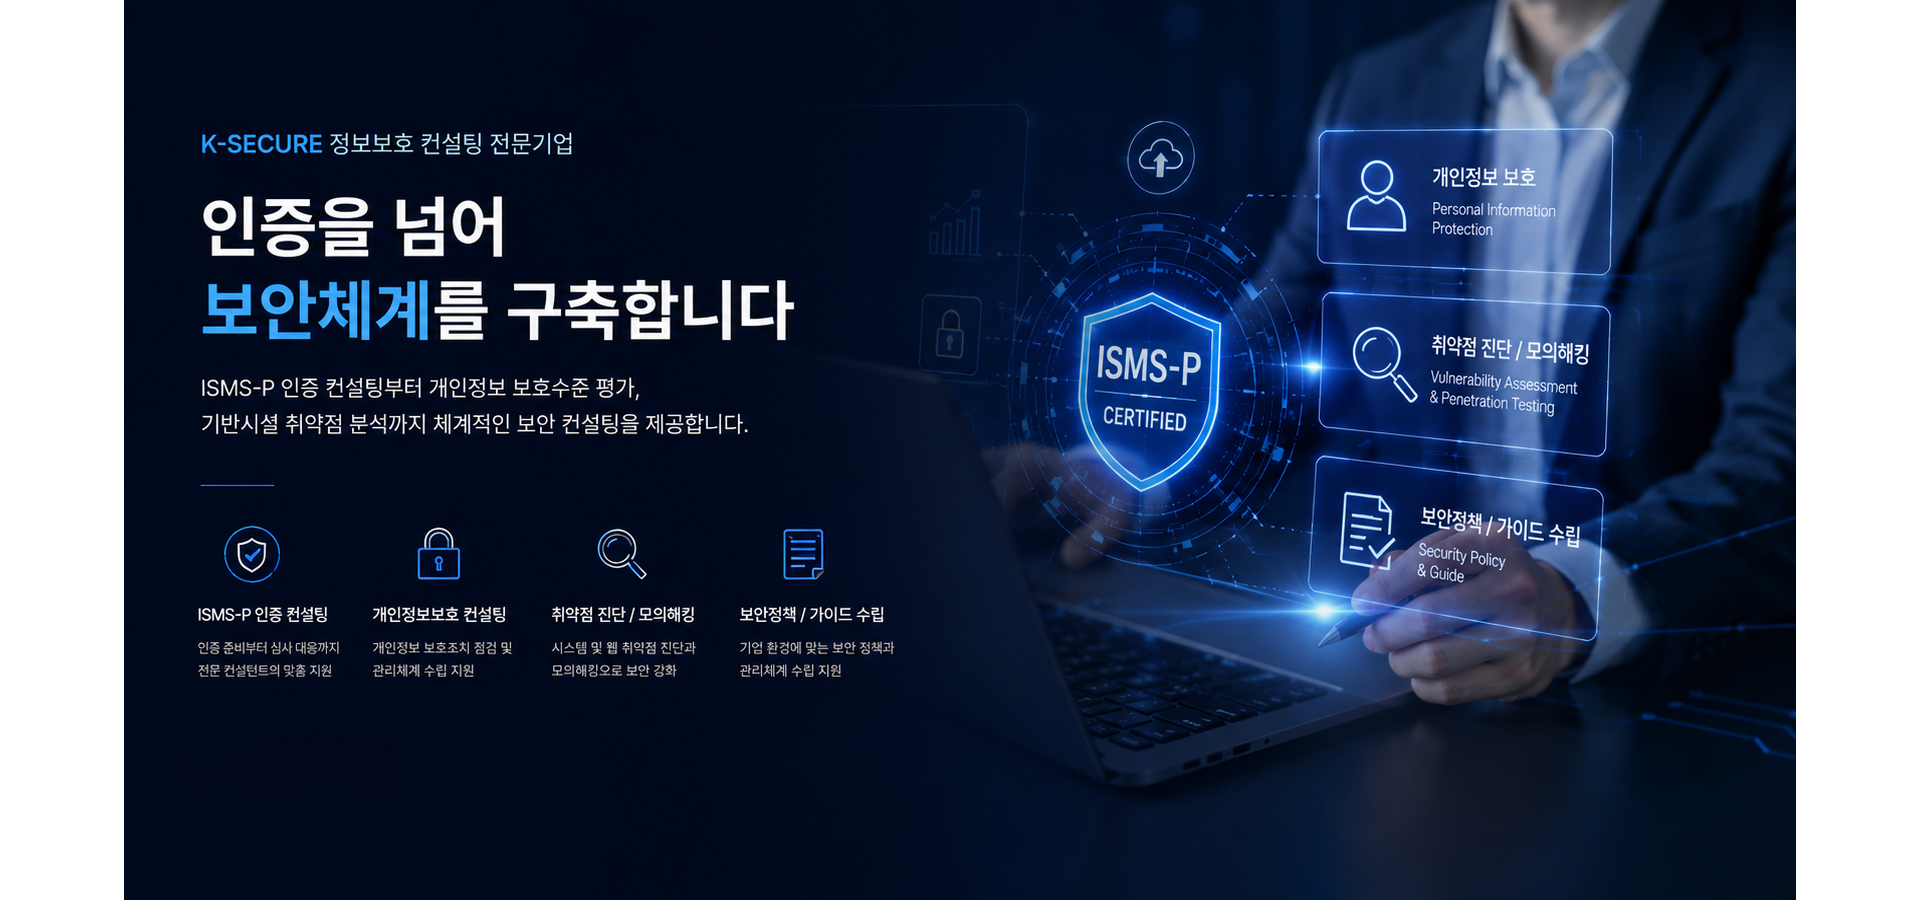 K-SECURE 정보보호 컨설팅 전문기업
인증을 넘어
보안체계를 구축합니다
ISMS-P 인증 컨설팅부터 개인정보 보호수준 평가,
기반시설 취약점 분석까지 체계적인 보안 컨설팅을 제공합니다.
ISMS-P 인증 컨설팅
인증 준비부터 심사 대응까지
전문 컨설턴트의 맞춤 지원
개인정보보호 컨설팅
개인정보 보호조치 점검 및
관리체계 수립 지원
취약점 진단 / 모의해킹
시스템 및 웹 취약점 진단과
모의해킹으로 보안 강화
보안정책 / 가이드 수립
기업 환경에 맞는 보안 정책과
관리체계 수립 지원
ISMS-P
CERTIFIED
개인정보 보호
Personal Information
Protection
취약점 진단 / 모의해킹
Vulnerability Assessment
& Penetration Testing
보안정책 / 가이드 수립
Security Policy
& Guide